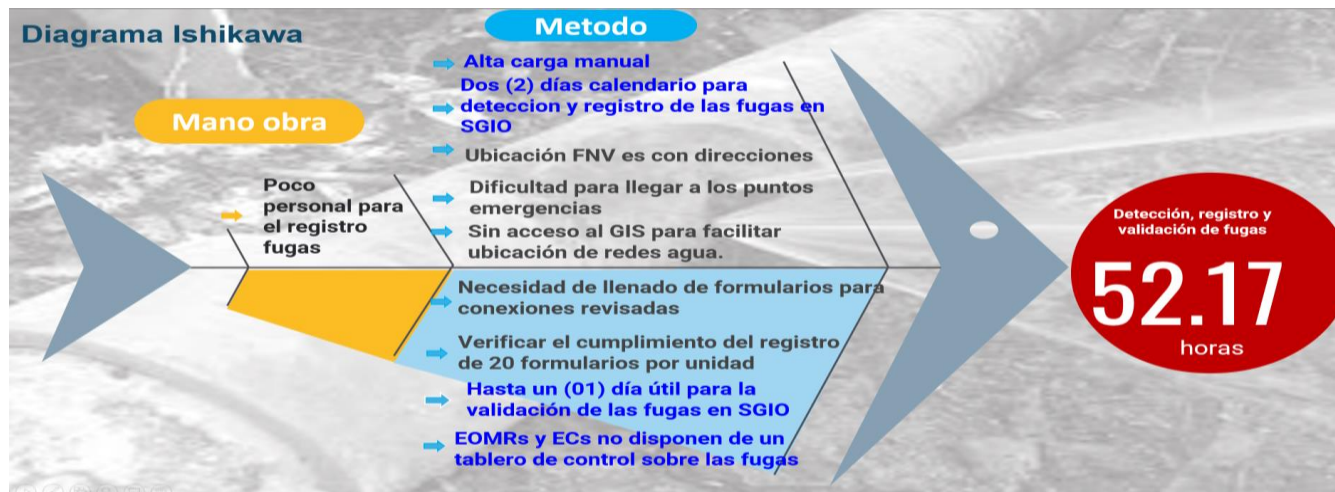 Diagrama Ishikawa
Metodo
Alta carga manual
Dos (2) días calendario para
deteccion y registro de las fugas en
SGIO
Mano obra
Ubicación FNV es con direcciones
Poco
personal para
el registro
fugas
Dificultad para llegar a los puntos
emergencias
Sin acceso al GIS para facilitar
ubicación de redes agua.
Necesidad de llenado de formularios para
conexiones revisadas
Verificar el cumplimiento del registro
de 20 formularios por unidad
Hasta un (01) día útil para la
validación de las fugas en SGIO
EOMRs y ECs no disponen de un
tablero de control sobre las fugas
Detección, registro y
validación de fugas
52.17
horas